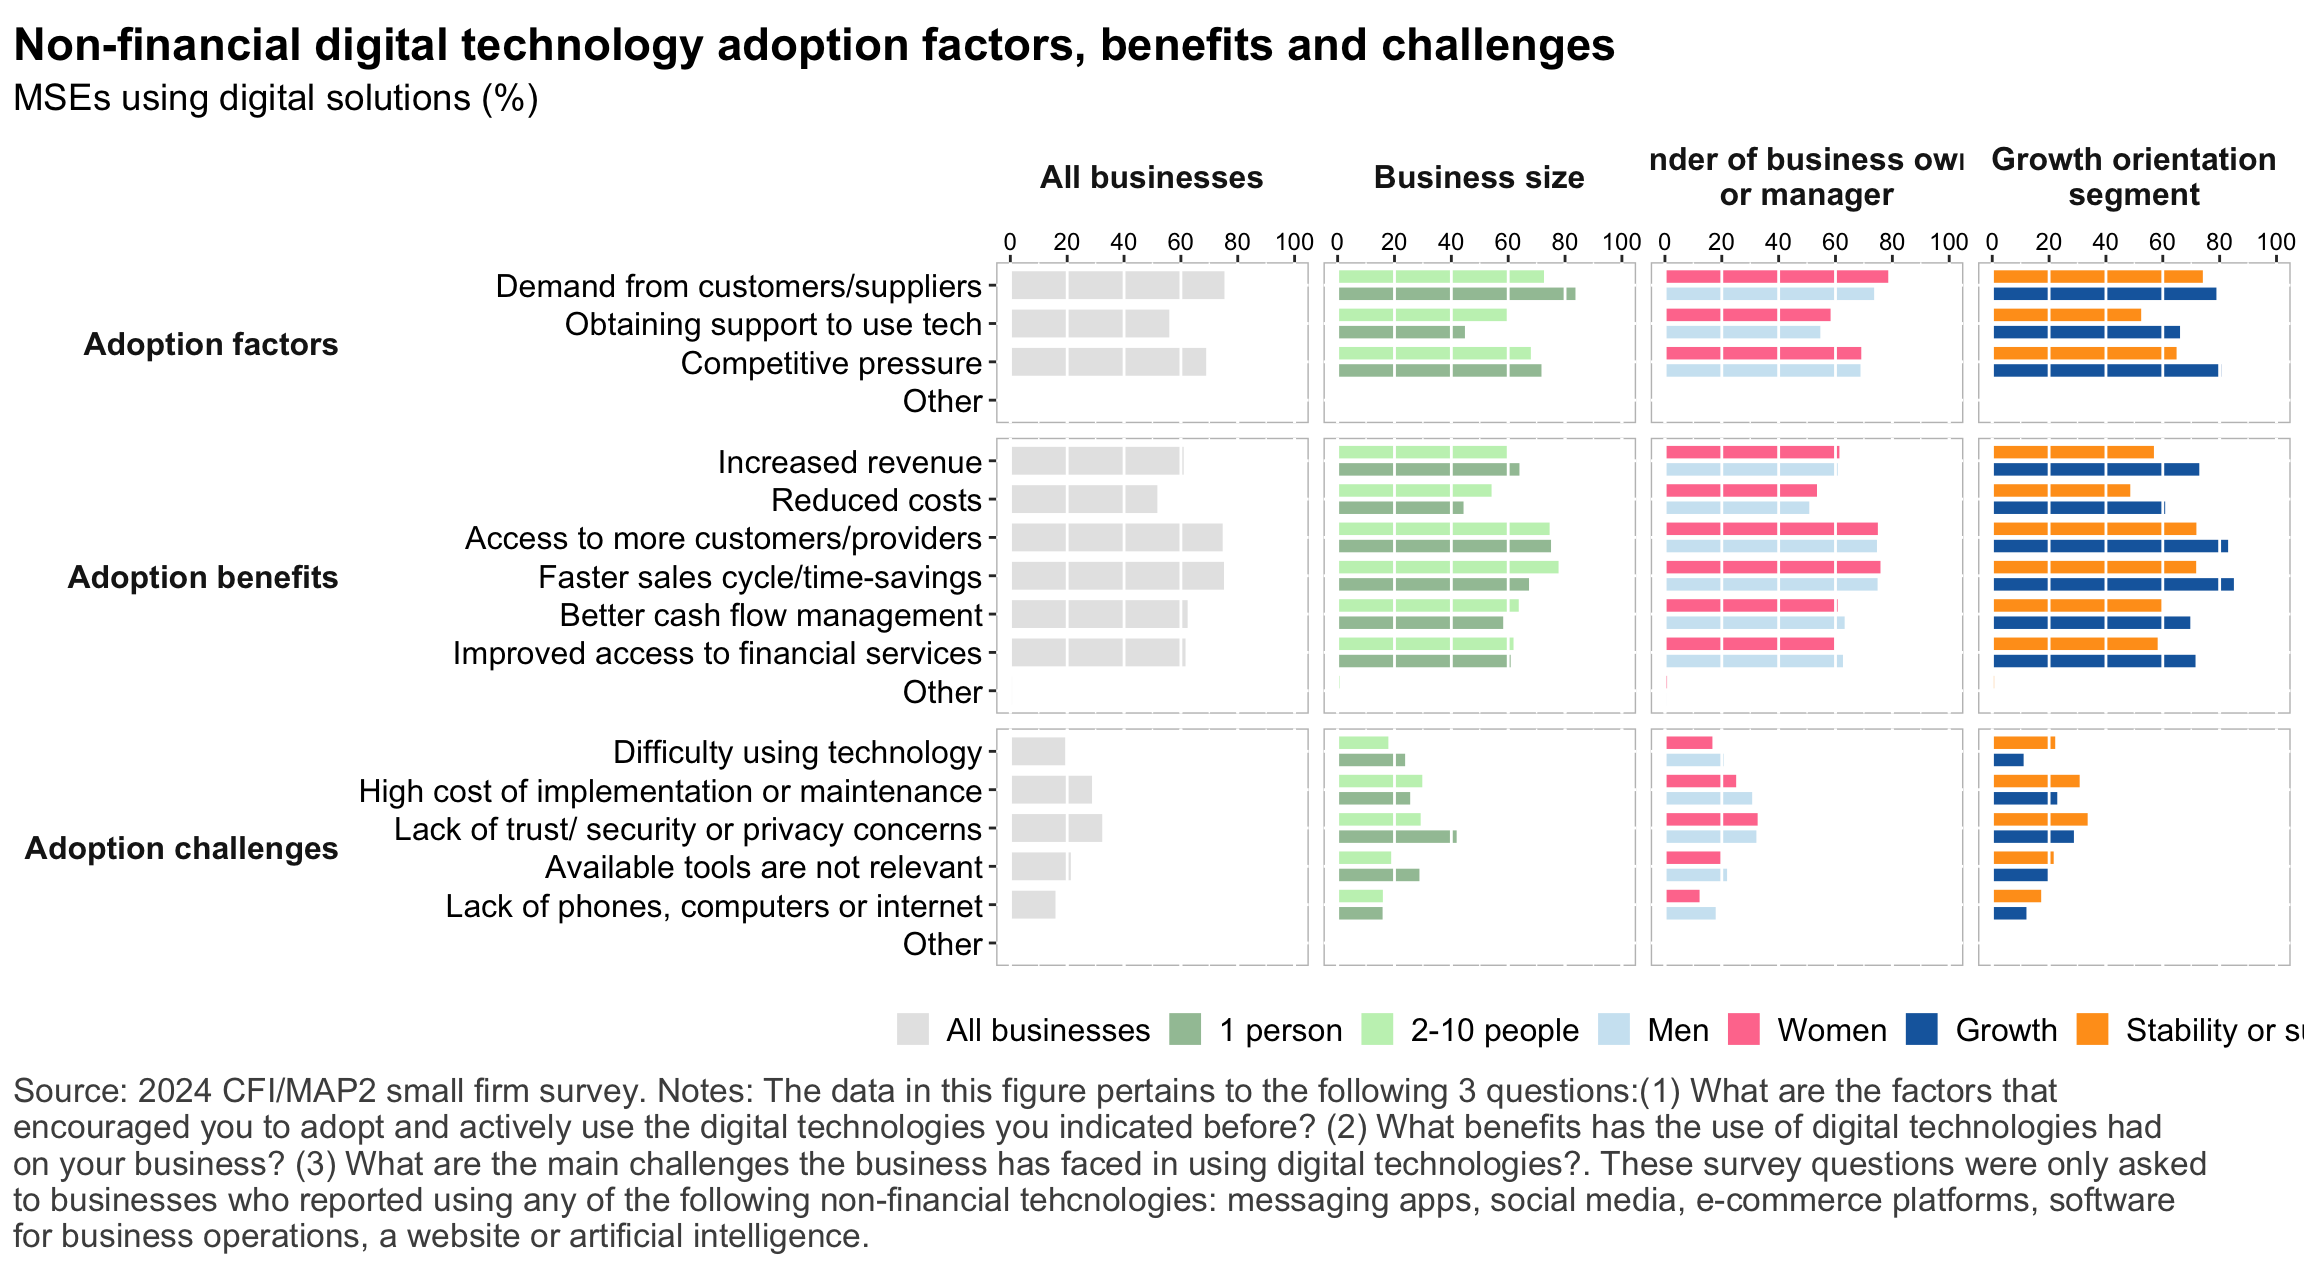 Non-financial digital technology adoption factors, benefits and challenges
MSEs using digital solutions (%)
All businesses
Business size
nder of business own
or manager
Growth orientation
segment
0 20 40 60 80 100
0 20 40 60 80 100
0 20 40 60 80 100
0 20 40 60 80 100
Adoption factors
Demand from customers/suppliers
Obtaining support to use tech
Competitive pressure
Other
Adoption benefits
Increased revenue
Reduced costs
Access to more customers/providers
Faster sales cycle/time-savings
Better cash flow management
Improved access to financial services
Other
Adoption challenges
Difficulty using technology
High cost of implementation or maintenance
Lack of trust/ security or privacy concerns
Available tools are not relevant
Lack of phones, computers or internet
Other
All businesses 1 person 2-10 people Men Women Growth Stability or su
Source: 2024 CFI/MAP2 small firm survey. Notes: The data in this figure pertains to the following 3 questions:(1) What are the factors that
encouraged you to adopt and actively use the digital technologies you indicated before? (2) What benefits has the use of digital technologies had
on your business? (3) What are the main challenges the business has faced in using digital technologies?. These survey questions were only asked
to businesses who reported using any of the following non-financial tehcnologies: messaging apps, social media, e-commerce platforms, software
for business operations, a website or artificial intelligence.